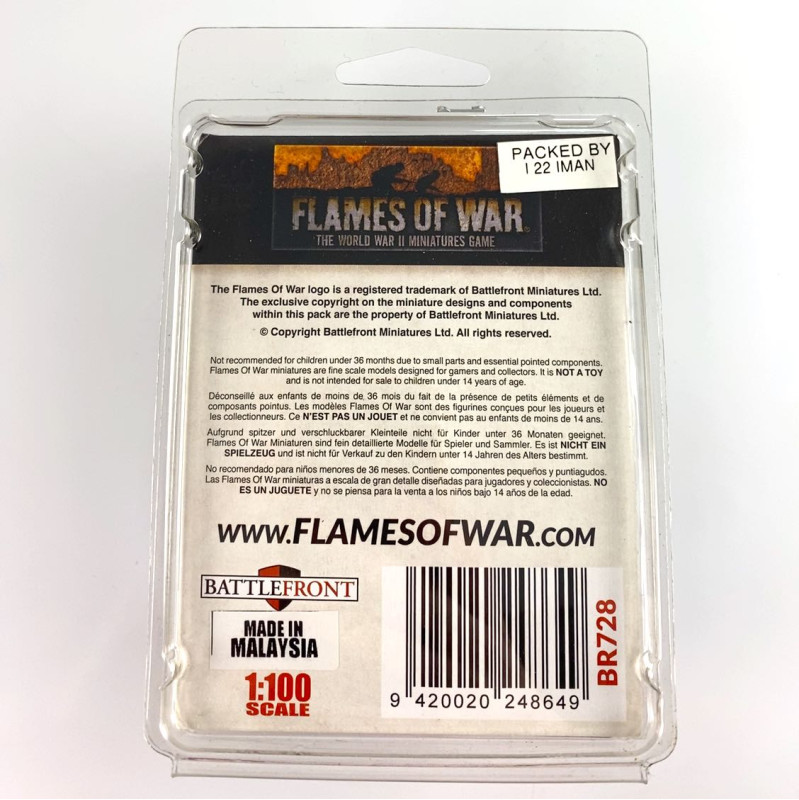 PACKED BY
I 22 IMAN
FLAMES OF WAR
THE WORLD WAR II MINIATURES GAME
The Flames Of War logo is a registered trademark of Battlefront Miniatures Ltd.
The exclusive copyright on the miniature designs and components
within this pack are the property of Battlefront Miniatures Ltd.
© Copyright Battlefront Miniatures Ltd. All rights reserved.
Not recommended for children under 36 months due to small parts and essential pointed components.
Flames Of War miniatures are fine scale models designed for gamers and collectors. It is NOT A TOY
and is not intended for sale to children under 14 years of age.
Déconseillé aux enfants de moins de 36 mois du fait de la présence de petits éléments et de
composants pointus. Les modèles Flames Of War sont des figurines conçues pour les joueurs et
les collectionneurs. Ce N'EST PAS UN JOUET et ne convient pas au enfants de moins de 14 ans.
Aufgrund spitzer und verschluckbarer Kleinteile nicht für Kinder unter 36 Monaten geeignet.
Flames Of War Miniaturen sind fein detaillierte Modelle für Spieler und Sammler. Es ist NICHT EIN
SPIELZEUG und ist nicht für Verkauf zu den Kindern unter 14 Jahren des Alters bestimmt.
No recomendado para niños menores de 36 meses. Contiene componentes pequeños y puntiagudos.
Las Flames Of War miniaturas a escala de gran detalle diseñadas para jugadores y coleccionistas. NO
ES UN JUGUETE y no se piensa para la venta a los niños bajo 14 años de la edad.
WWW.FLAMESOFWAR.COM
BATTLEFRONT
MADE IN
MALAYSIA
1:100
SCALE
9 420020 248649
BR728